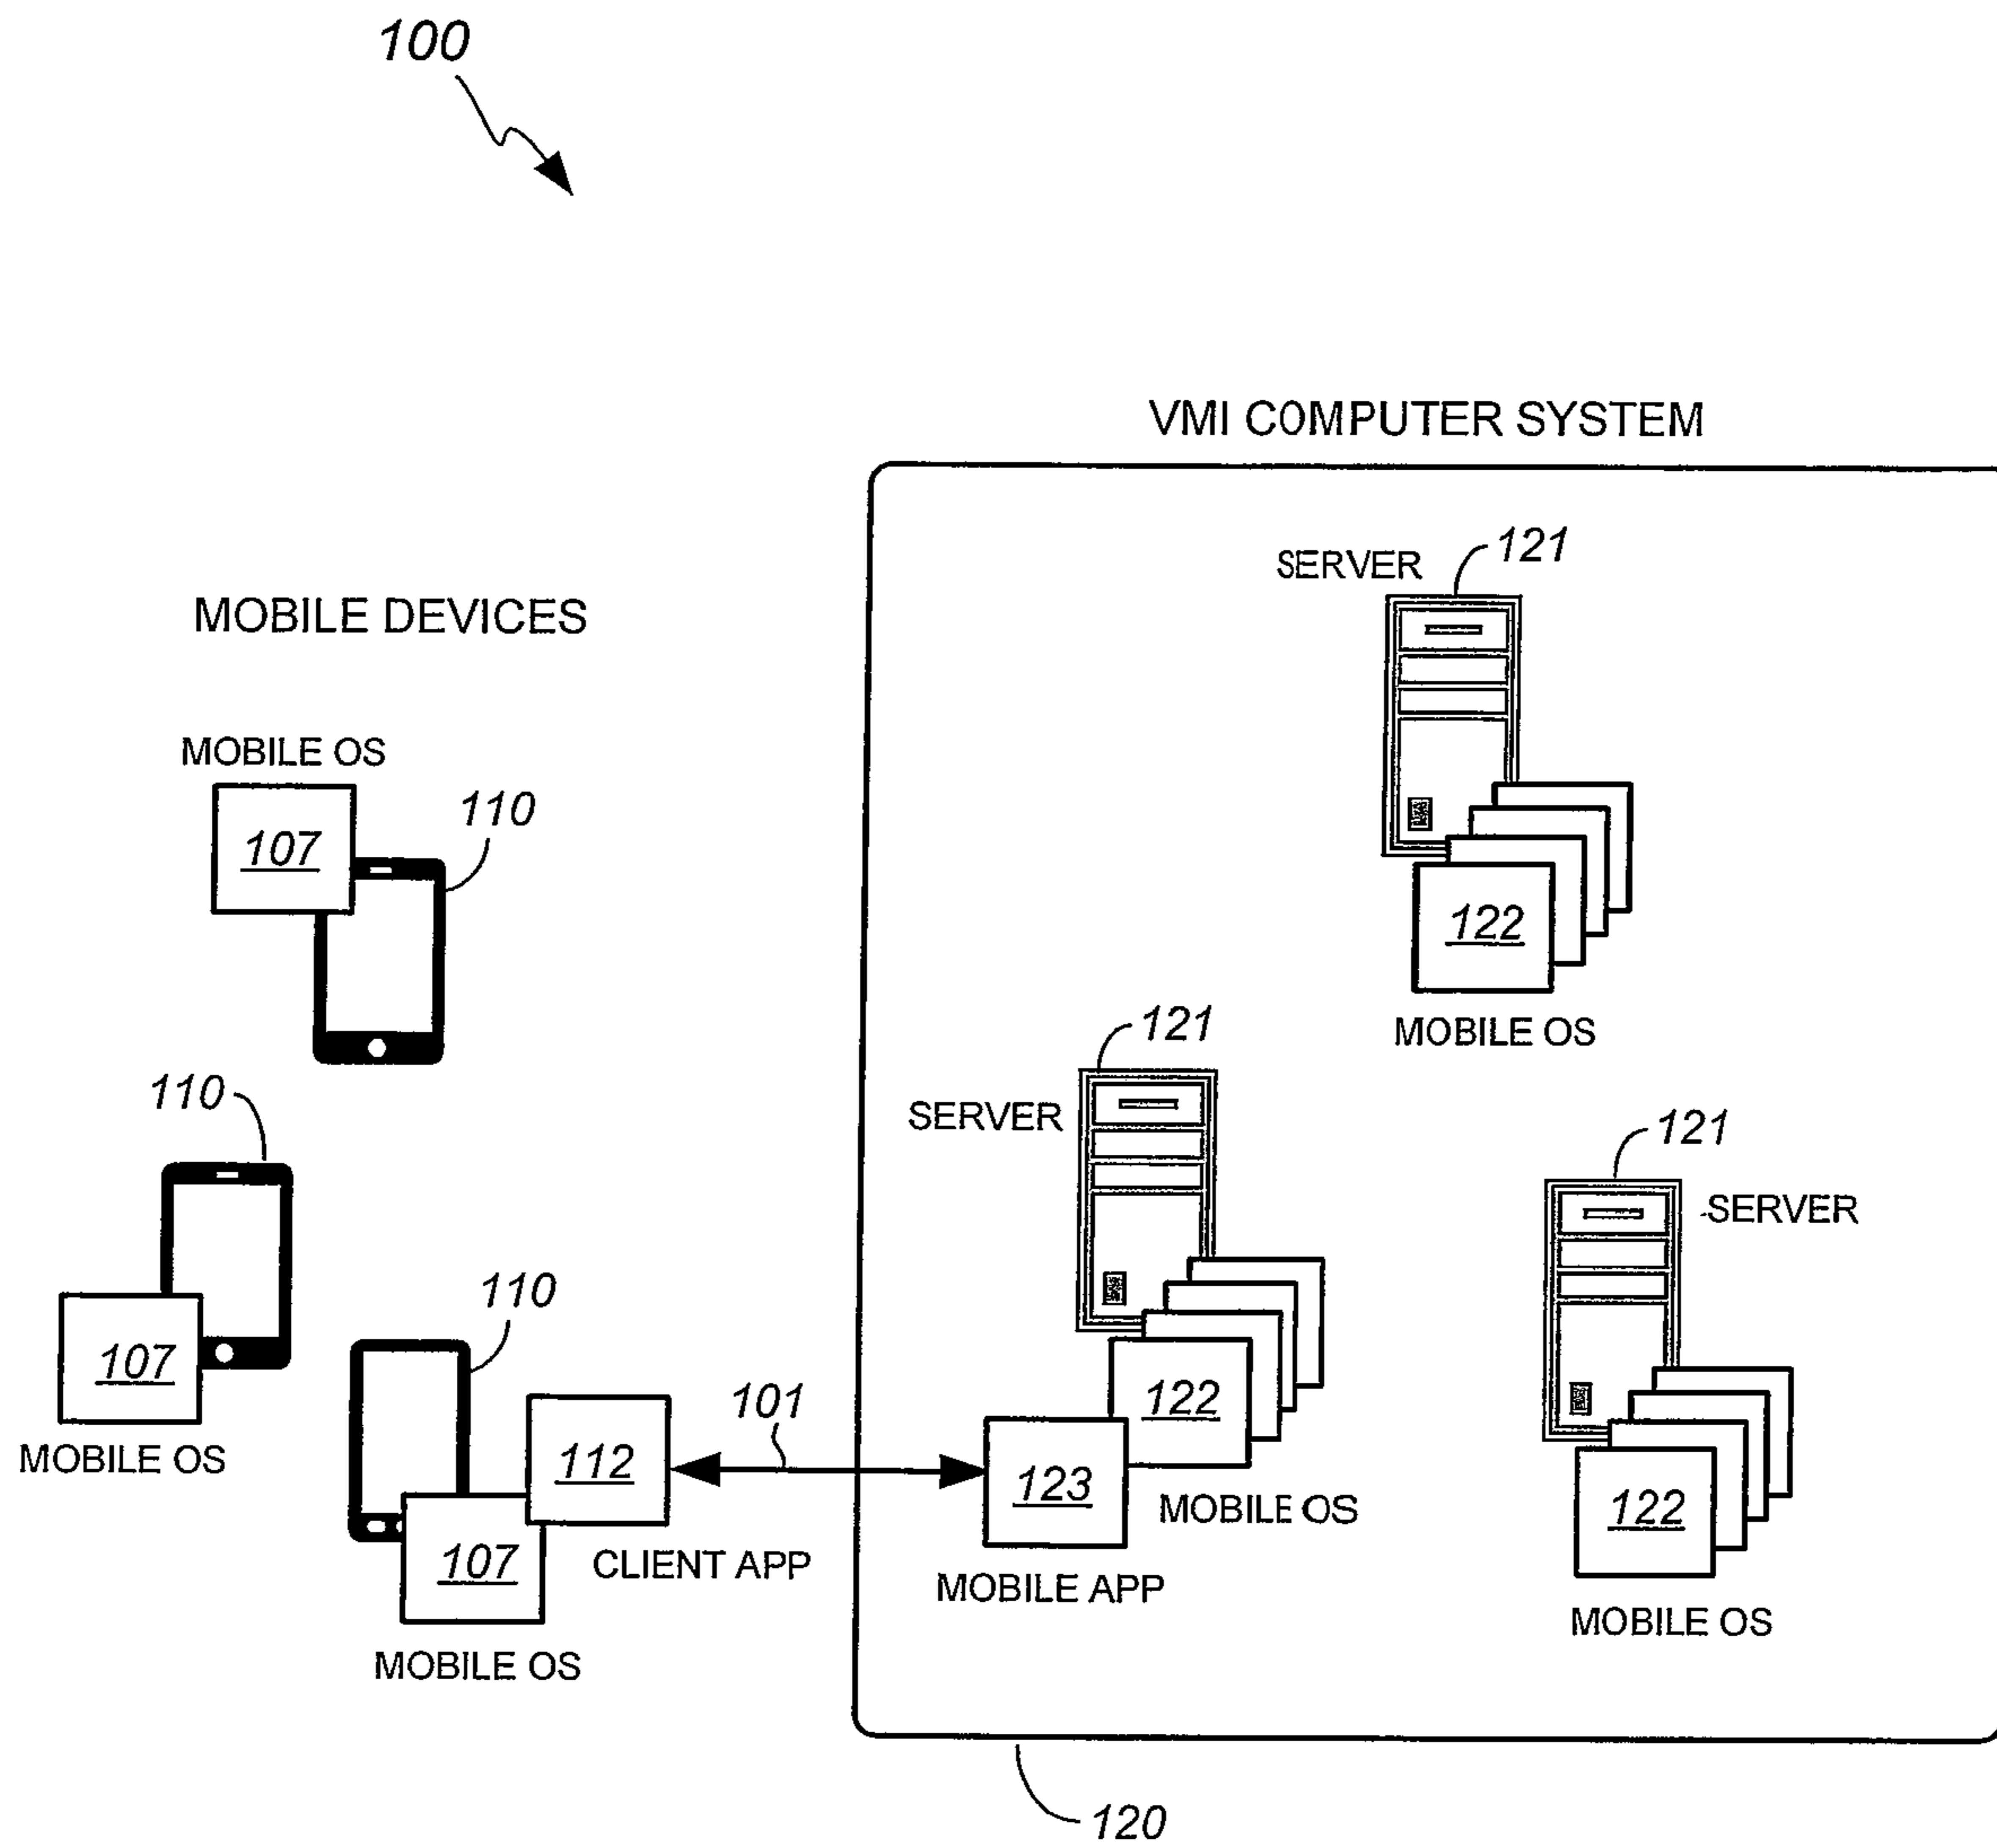 100
VMI COMPUTER SYSTEM
SERVER
121
MOBILE DEVICES
MOBILE OS
107
110
122
MOBILE OS
121
SERVER
110
121
SERVER
107
MOBILE OS
110
112
101
122
123
MOBILE OS
122
107
CLIENT APP
MOBILE APP
MOBILE OS
MOBILE OS
120